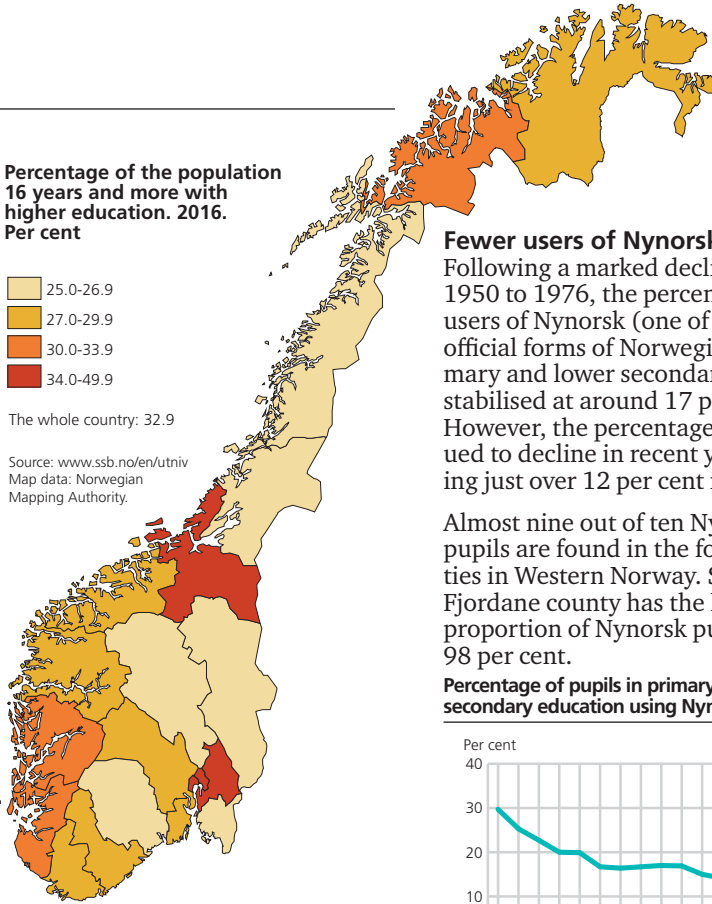 Percentage of the population
16 years and more with
higher education. 2016.
Per cent
25.0-26.9
27.0-29.9
30.0-33.9
34.0-49.9
The whole country: 32.9
Source: www.ssb.no/en/utniv
Map data: Norwegian
Mapping Authority.
Fewer users of Nynorsk
Following a marked decli
1950 to 1976, the percen
users of Nynorsk (one of
official forms of Norwegi
mary and lower secondar
stabilised at around 17 p
However, the percentage
ued to decline in recent y
ing just over 12 per cent
Almost nine out of ten Ny
pupils are found in the fo
ties in Western Norway. S
Fjordane county has the
proportion of Nynorsk pu
98 per cent.
Percentage of pupils in primary
secondary education using Nyn
Per cent
40
30
20
10